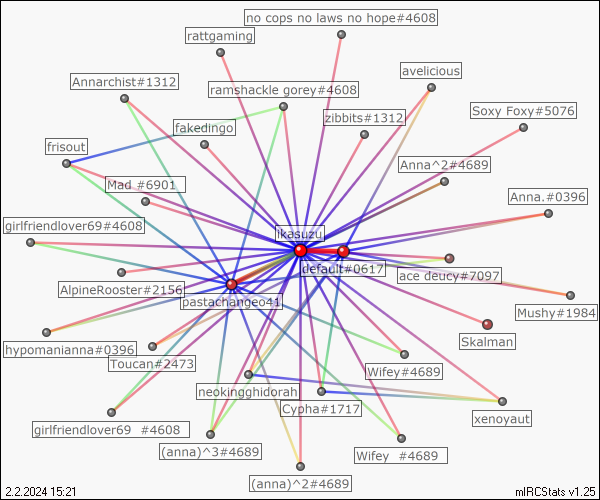 no cops no laws no hope#4608
rattgaming
avelicious
Annarchist#1312
ramshackle gorey#4608
Soxy Foxy#5076
zibbits#1312
fakedingo
frisout
Anna^2#4689
Mad #6901
Anna.#0396
girlfriendlover69#4608
ikasuzu
default#0617
ace deucy#7097
AlpineRooster#2156
pastachangeo41
Mushy#1984
Skalman
hypomanianna#0396
Toucan#2473
Wifey#4689
neokingghidorah
Cypha#1717
xenoyaut
girlfriendlover69 #4608
(anna)^3#4689
Wifey #4689
(anna)^2#4689
2.2.2024 15:21
mIRCStats v1.25